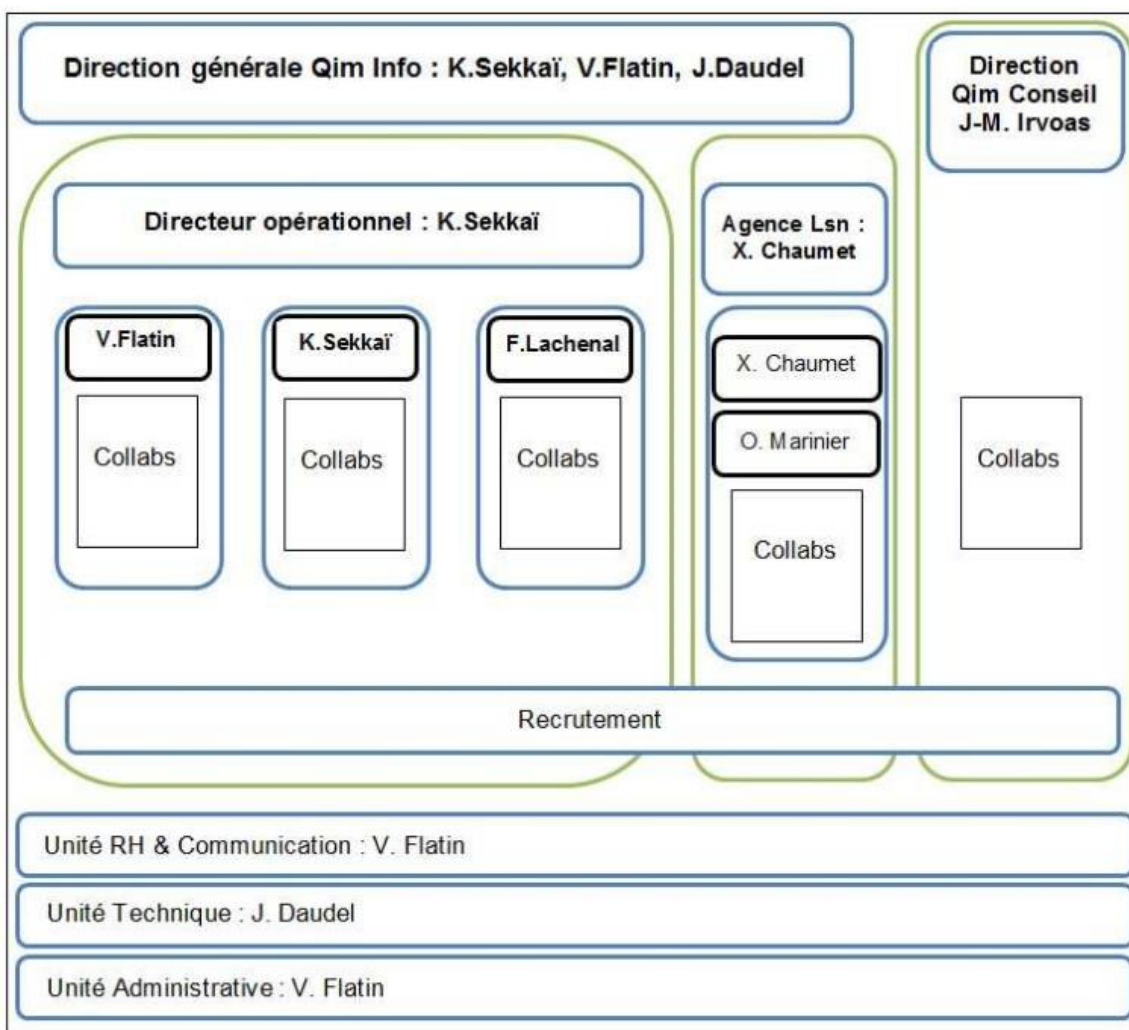 Direction générale Qim Info : K.Sekkaï, V.Flatin, J.Daudel
Direction
Qim Conseil
J-M. Irvoas
Directeur opérationnel : K.Sekkaï
Agence Lsn :
X. Chaumet
V.Flatin
K.Sekkaï
F.Lachenal
X. Chaumet
O. Marinier
Collabs
Collabs
Collabs
Collabs
Collabs
Recrutement
Unité RH & Communication : V. Flatin
Unité Technique : J. Daudel
Unité Administrative : V. Flatin